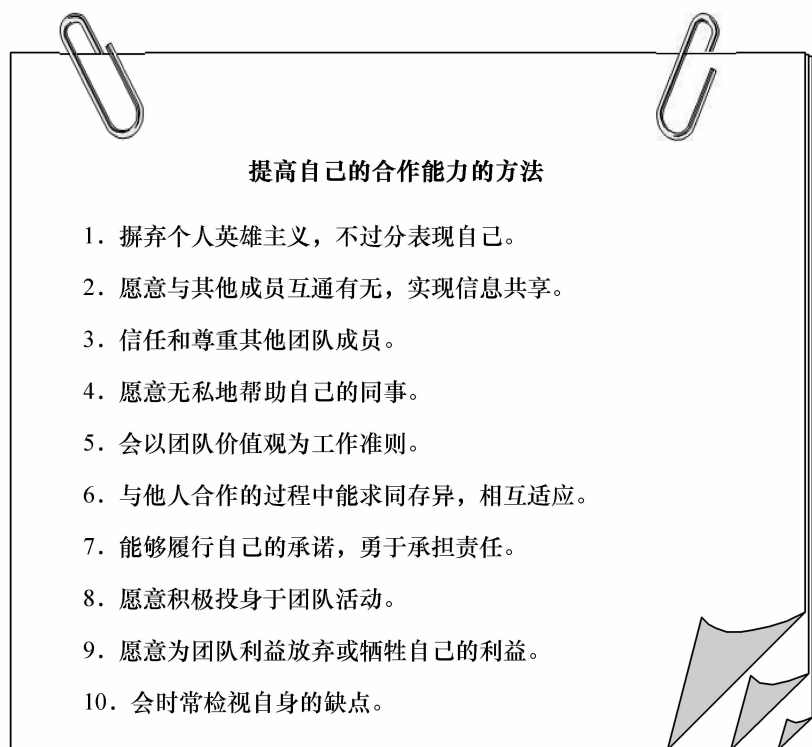 提高自己的合作能力的方法
1．摒弃个人英雄主义，不过分表现自己。
2．愿意与其他成员互通有无，实现信息共享。
3．信任和尊重其他团队成员。
4．愿意无私地帮助自己的同事。
5．会以团队价值观为工作准则。
6．与他人合作的过程中能求同存异，相互适应。
7．能够履行自己的承诺，勇于承担责任。
8．愿意积极投身于团队活动。
9．愿意为团队利益放弃或牺牲自己的利益。
10．会时常检视自身的缺点。